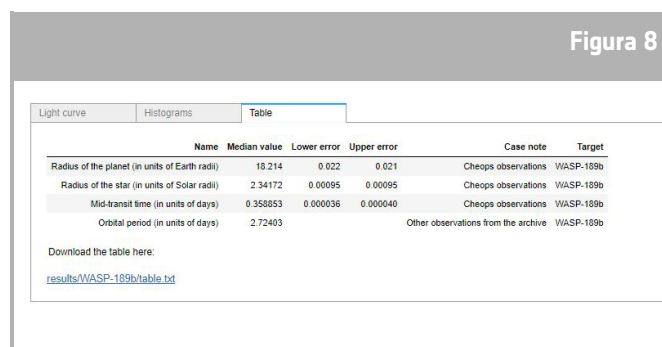 Figura 8
Light curve Histograms Table
Name Median value Lower error Upper error Case note Target
Radius of the planet (in units of Earth radii) 18.214 0.022 0.021 Cheops observations WASP-189b
Radius of the star (in units of Solar radii) 2.34172 0.00095 0.00095 Cheops observations WASP-189b
Mid-transit time (in units of days) 0.358853 0.000036 0.000040 Cheops observations WASP-189b
Orbital period (in units of days) 2.72403 Other observations from the archive WASP-189b
Download the table here:
results/WASP-189b/table.txt